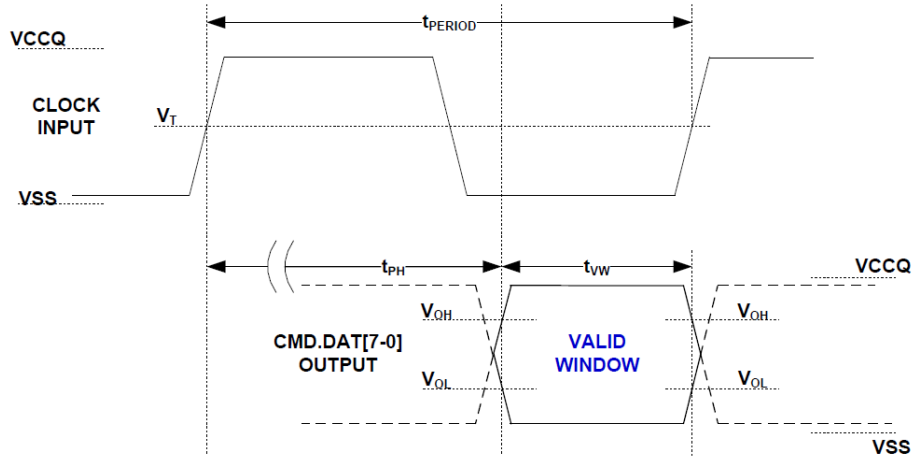 tPERIOD
VCCQ
CLOCK
INPUT
VT
VSS
tPH
tVW
VCCQ
CMD.DAT[7-0]
OUTPUT
VOH
VALID
WINDOW
VOH
VOL
VOL
VSS